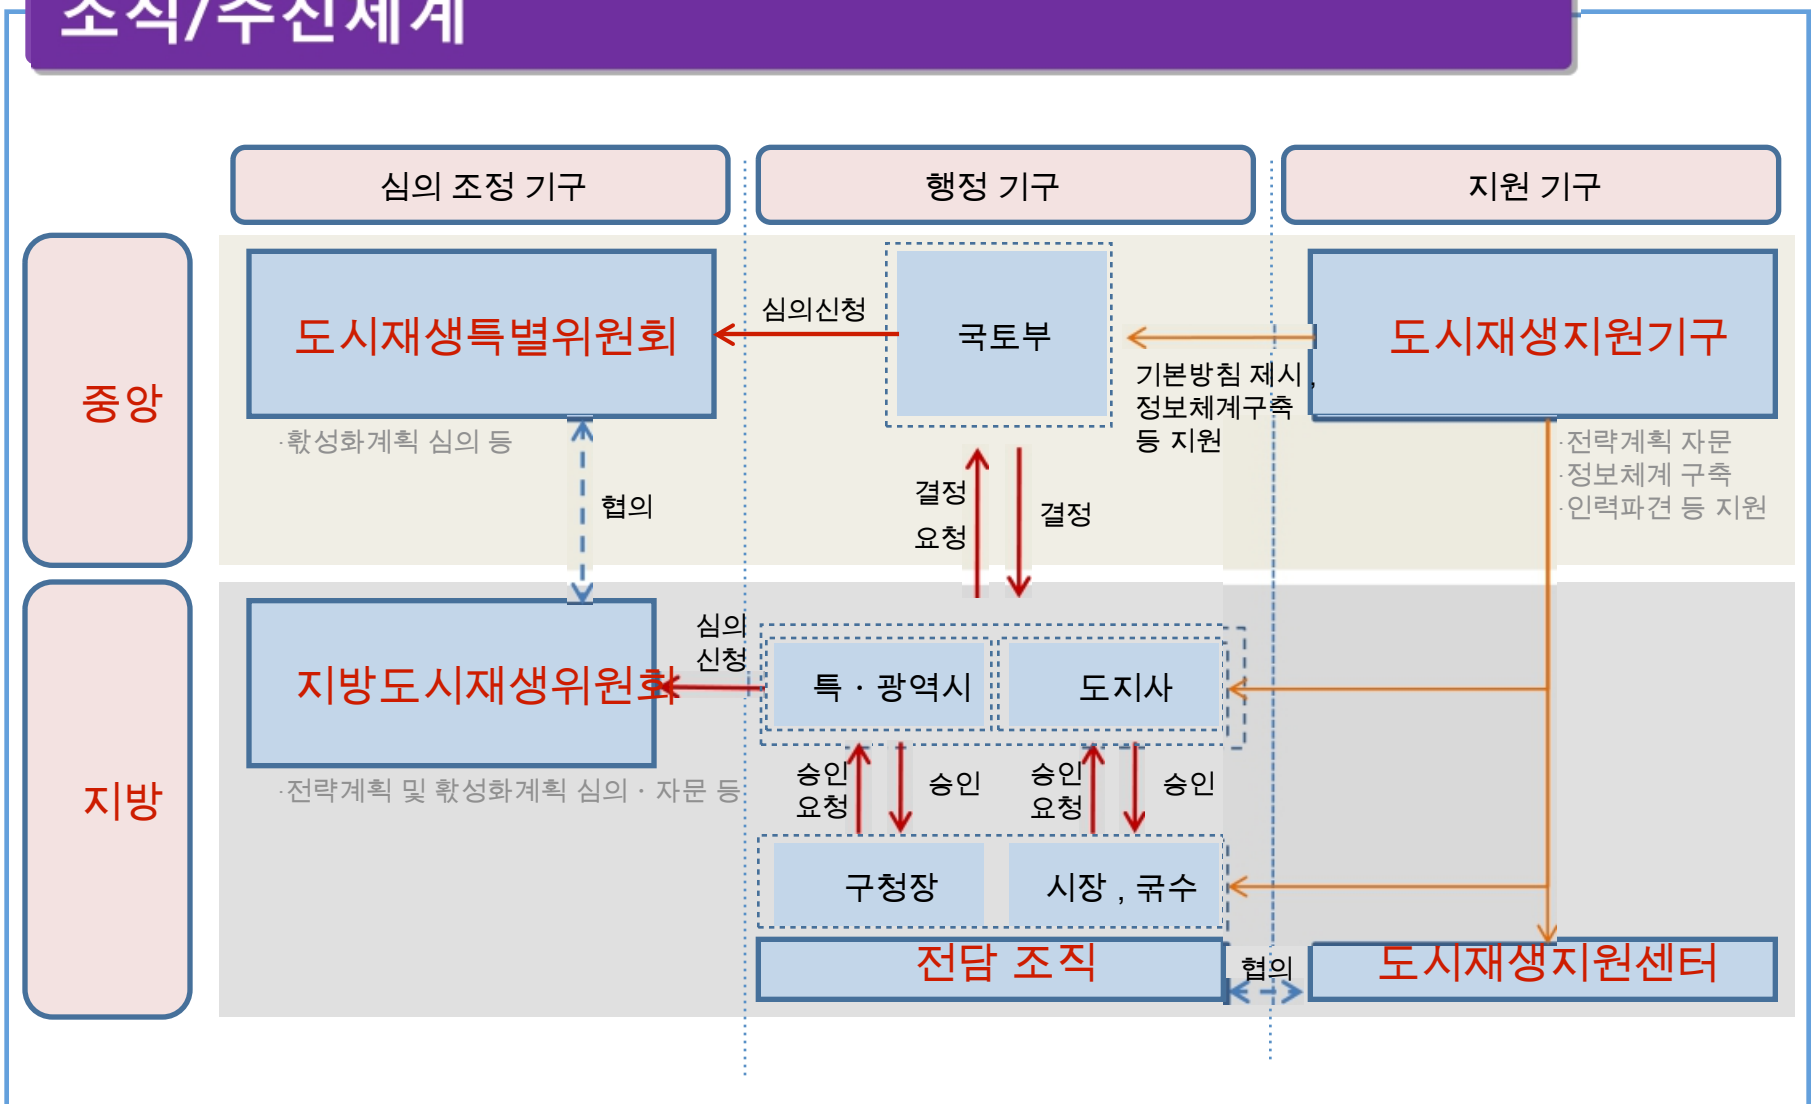 조직/추진체계
심의 조정 기구
행정 기구
지원 기구
중앙
도시재생특별위원회
심의신청
국토부
도시재생지원기구
기본방침 제시 ,
정보체계구축
등 지원
·홟성화계획 심의 등
협의
결정
요청
결정
·전략계획 자문
·정보체계 구축
·인력파견 등 지원
지방
지방도시재생위원회
심의
신청
특 · 광역시
도지사
·전략계획 및 홟성화계획 심의 · 자문 등
승인
요청
승인
승인
요청
승인
구청장
시장 , 굮수
전담 조직
협의
도시재생지원센터